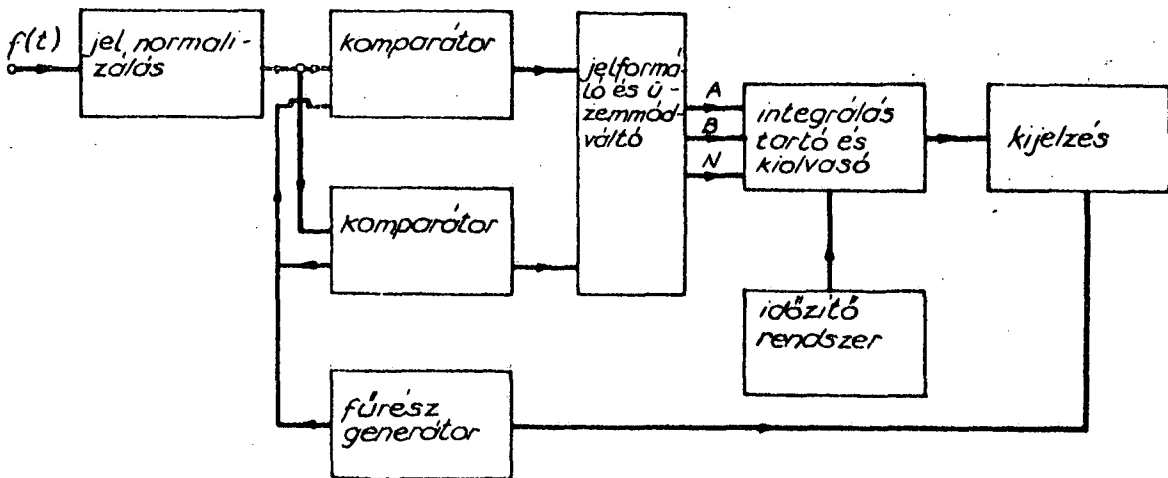 f(t)
jel normali-
zálás
komparátor
jelformá-
ló és ü-
zemmód-
váltó
A
B
N
integrálás
tartó és
kiolvasó
kijelzés
komparátor
időzítő
rendszer
fűrész
generátor